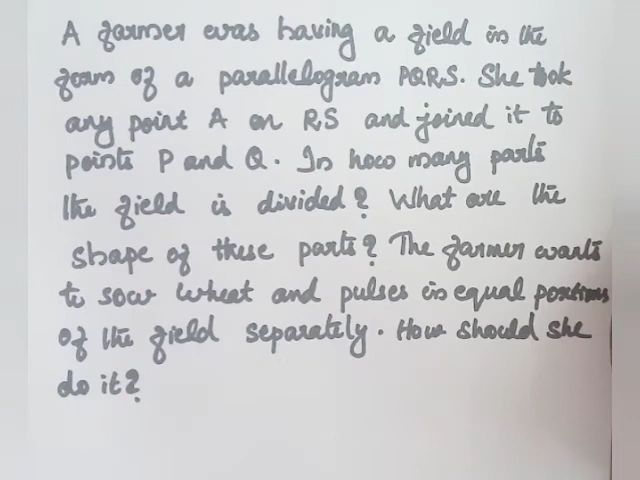 A farmer was having a field in the
form of a parallelogram PQRS. She took
any point A on RS and joined it to
points P and Q. In how many parts
the field is divided? What are the
shape of these parts? The farmer wants
to sow wheat and pulses in equal portions
of the field separately. How should she
do it?